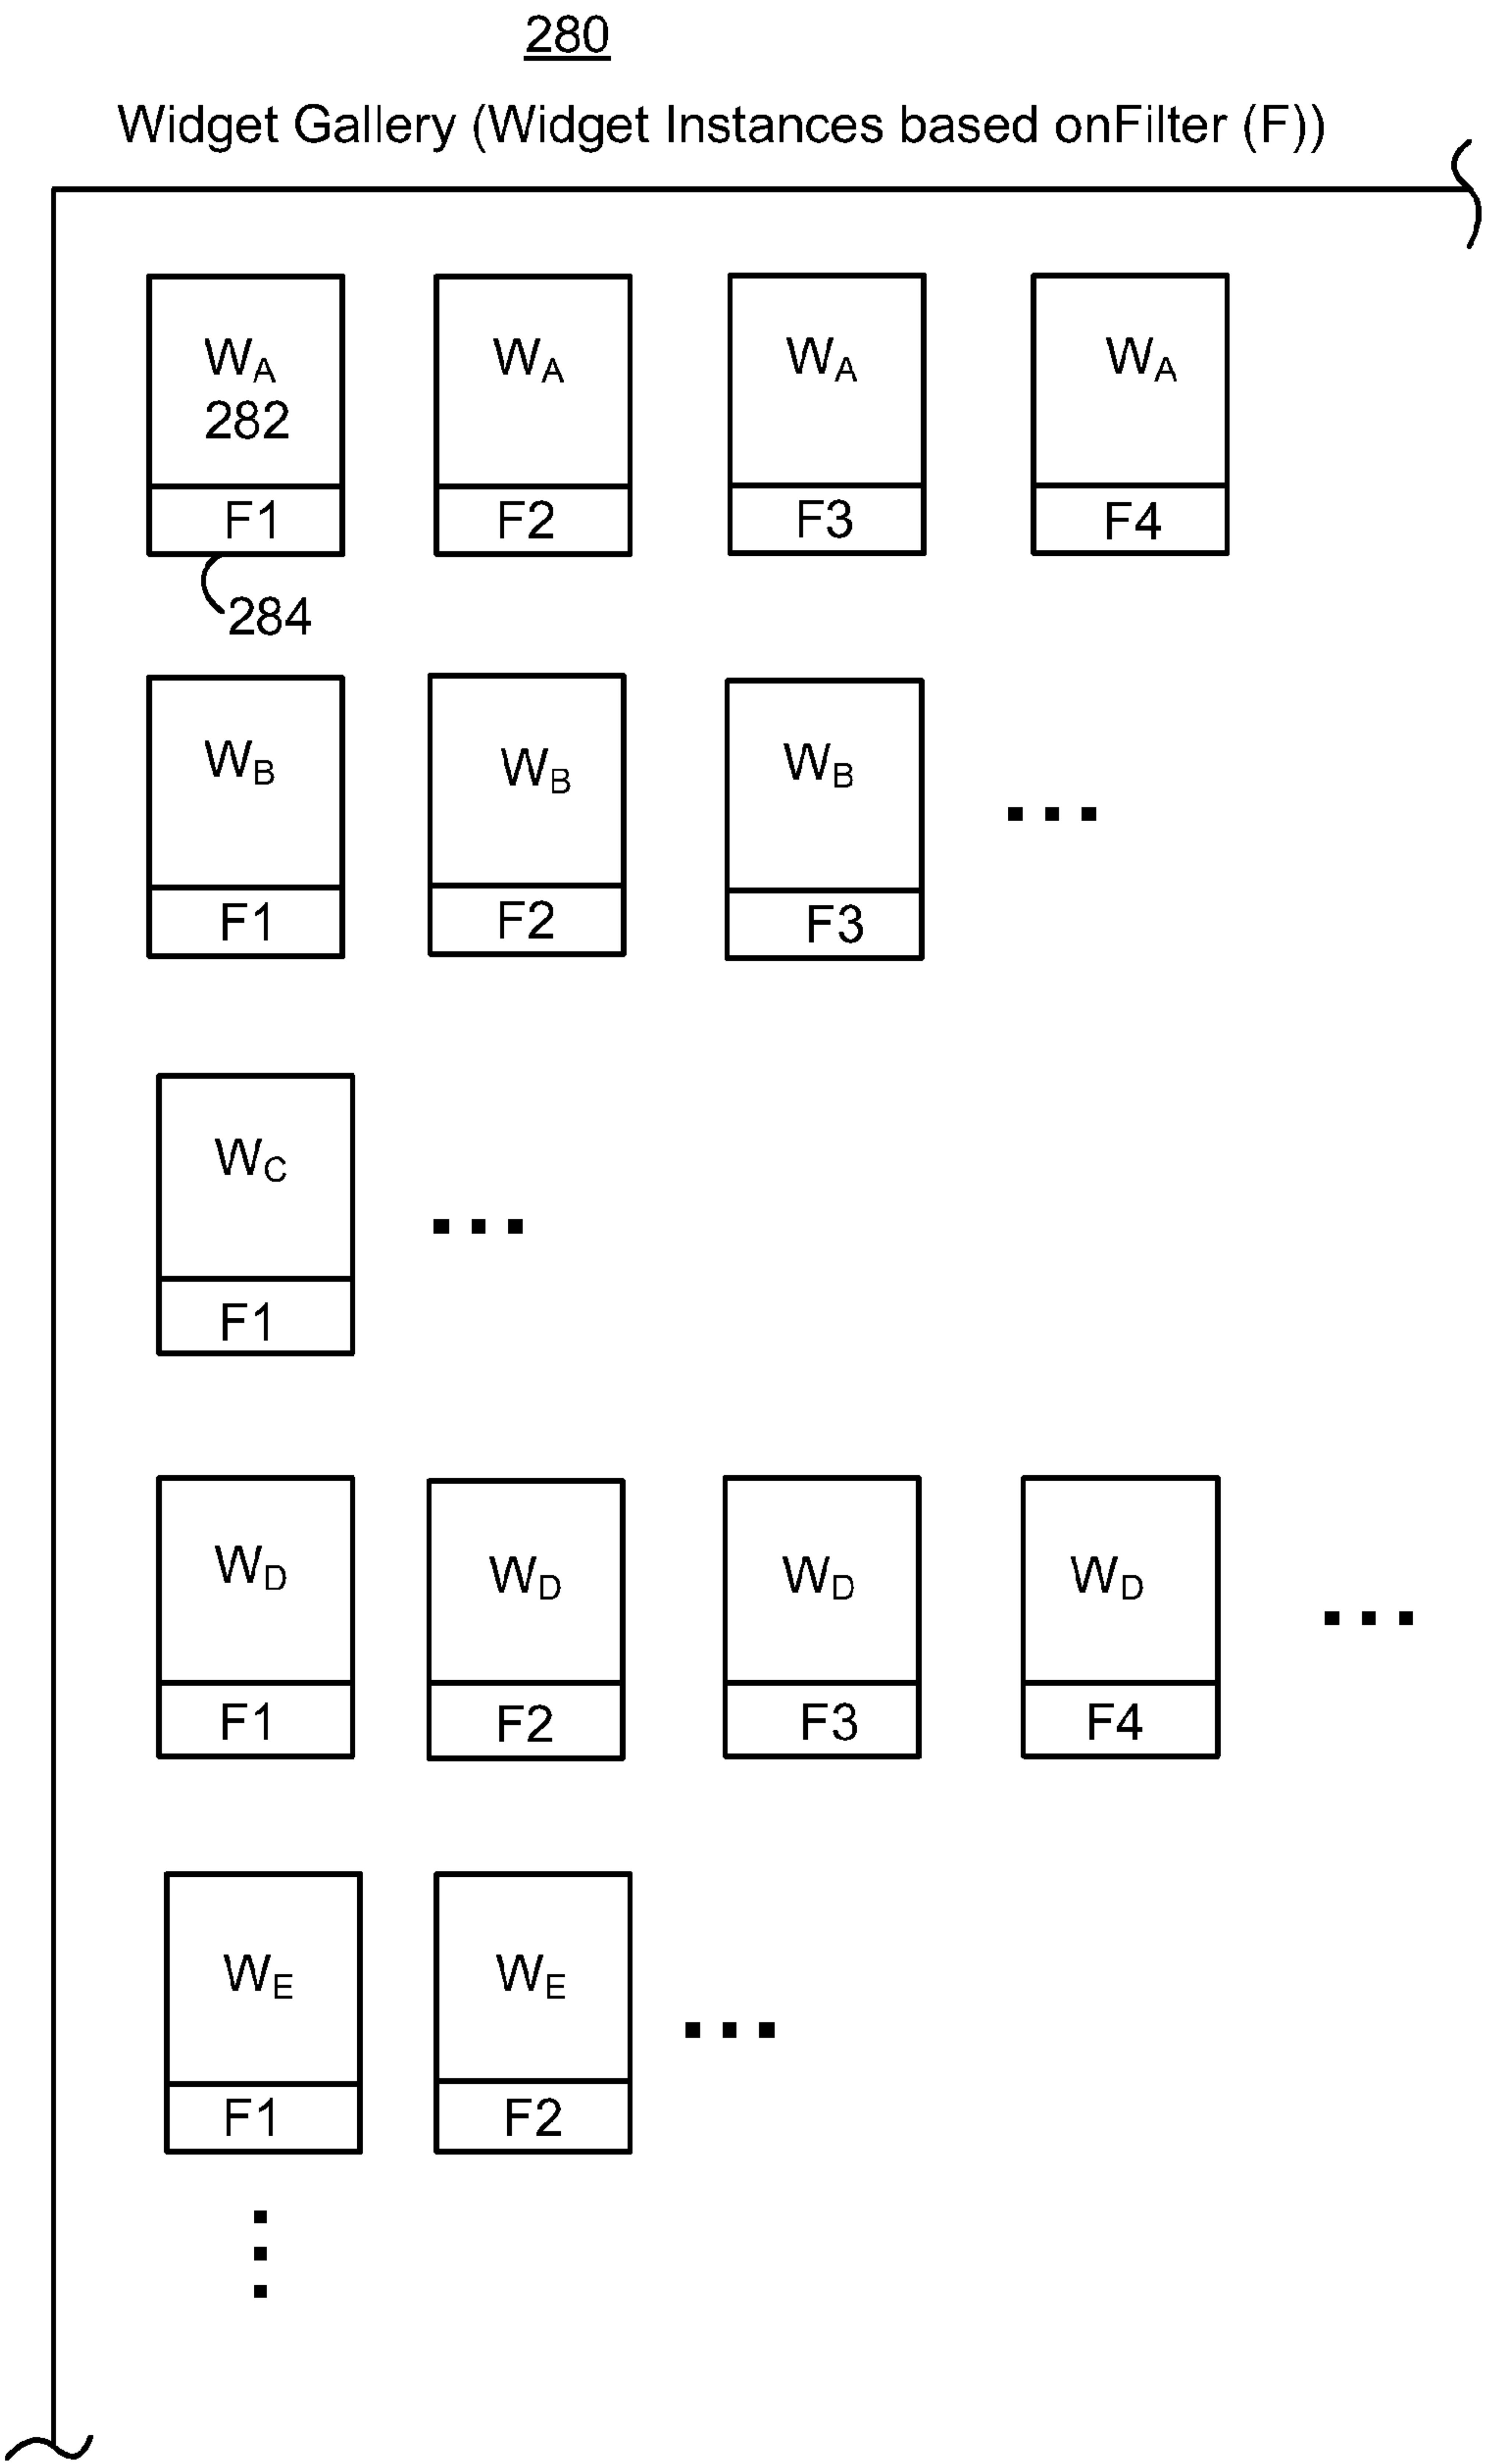 280
Widget Gallery (Widget Instances based onFilter (F))
WA WA WA WA
282
F1 F2 F3 F4
284
WB WB WB ...
F1 F2 F3
WC ...
F1
WD WD WD WD ...
F1 F2 F3 F4
WE WE ...
F1 F2